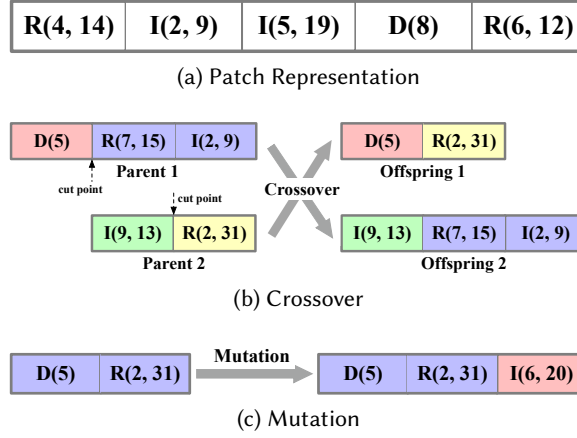 R(4, 14) I(2, 9) I(5, 19) D(8) R(6, 12)
(a) Patch Representation
D(5) R(7, 15) I(2, 9)
Parent 1
cut point
cut point
I(9, 13) R(2, 31)
Parent 2
Crossover
D(5) R(2, 31)
Offspring 1
I(9, 13) R(7, 15) I(2, 9)
Offspring 2
(b) Crossover
D(5) R(2, 31)
Mutation
D(5) R(2, 31) I(6, 20)
(c) Mutation